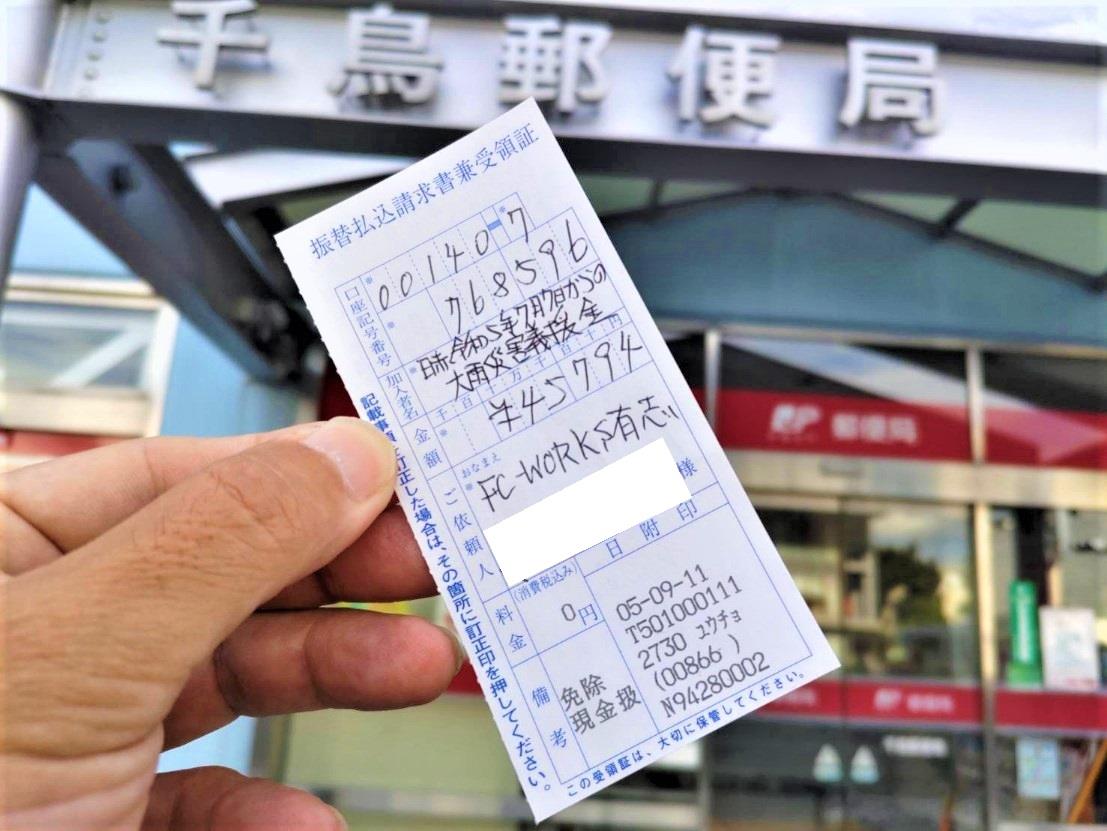 千鳥郵便局
振替払込請求書兼受領証
口座記号番号
00140 7
768596
加入者名
日赤令和5年7月7日からの
大雨災害義援金
金額
千百十万千百十円
¥45794
ご依頼人
おなまえ
FC-WORKS有志い
様
料金
(消費税込み)
0円
日附印
05-09-11
T501000111
2730 ユウチョ
(00866 )
N94280002
備考
免除
現金扱
記載事項を訂正した場合は、その箇所に訂正印を押してください。
この受領証は、大切に保管してください。
郵便局